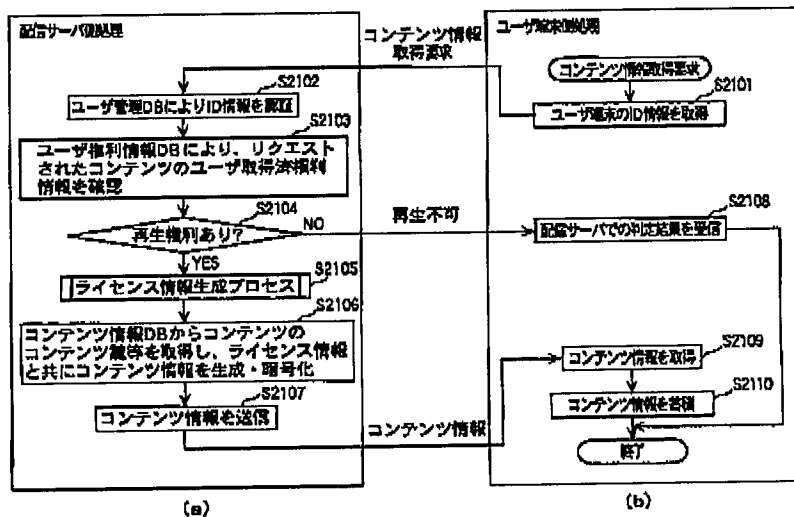 配信サーバ側処理
S2102
ユーザ管理DBによりID情報を認証
S2103
ユーザ権利情報DBにより、リクエスト
されたコンテンツのユーザ取得済権利
情報を確認
S2104
再生権利あり？
NO
YES
S2105
ライセンス情報生成プロセス
S2106
コンテンツ情報DBからコンテンツの
コンテンツ鍵等を取得し、ライセンス情報
と共にコンテンツ情報を生成・暗号化
S2107
コンテンツ情報を送信
(a)
コンテンツ情報
取得要求
再生不可
コンテンツ情報
ユーザ端末側処理
コンテンツ情報取得要求
S2101
ユーザ端末のID情報を取得
S2108
配信サーバでの判定結果を受信
S2109
コンテンツ情報を取得
S2110
コンテンツ情報を蓄積
終了
(b)